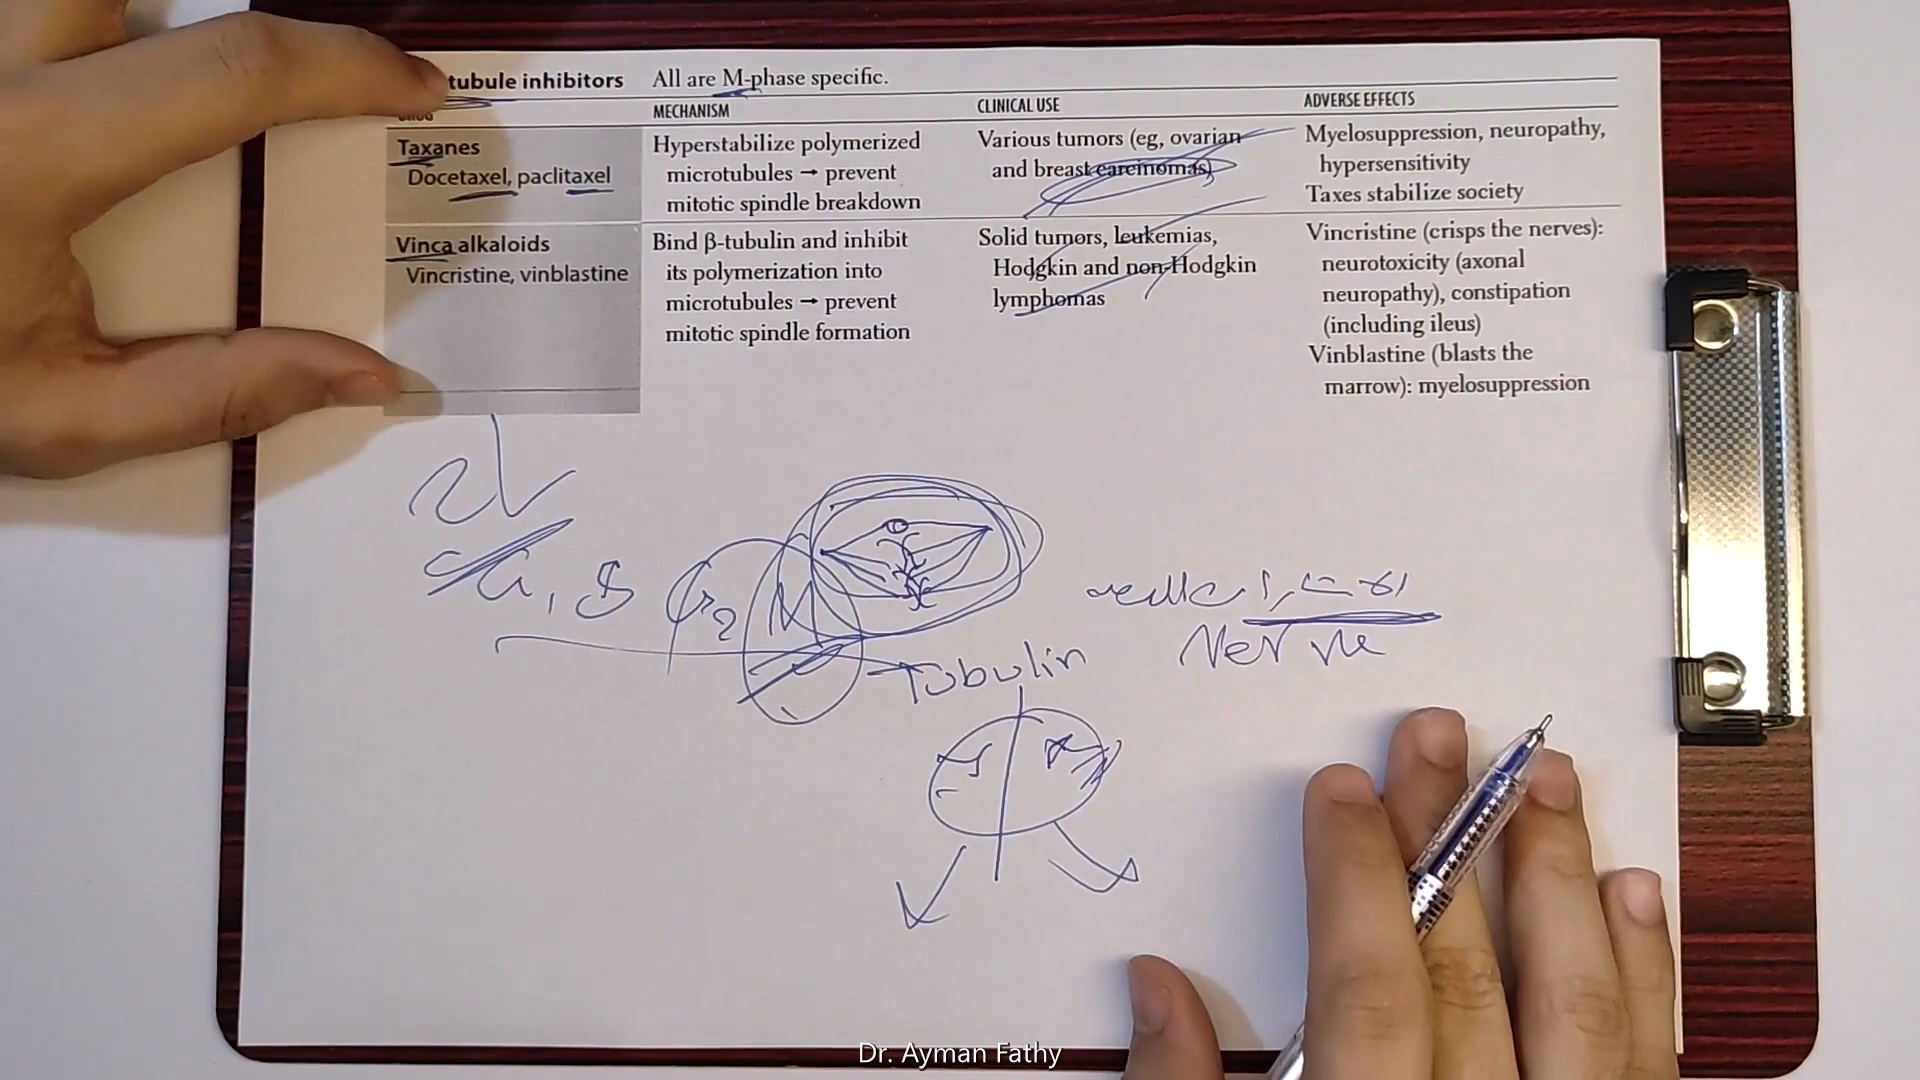 tubule inhibitors All are M-phase specific.
MECHANISM CLINICAL USE ADVERSE EFFECTS
Taxanes
Docetaxel, paclitaxel
Hyperstabilize polymerized
microtubules → prevent
mitotic spindle breakdown
Various tumors (eg, ovarian
and breast carcinomas)
Myelosuppression, neuropathy,
hypersensitivity
Taxes stabilize society
Vinca alkaloids
Vincristine, vinblastine
Bind β-tubulin and inhibit
its polymerization into
microtubules → prevent
mitotic spindle formation
Solid tumors, leukemias,
Hodgkin and non-Hodgkin
lymphomas
Vincristine (crisps the nerves):
neurotoxicity (axonal
neuropathy), constipation
(including ileus)
Vinblastine (blasts the
marrow): myelosuppression
G1 S G2 M
Tubulin
Nerve
Dr. Ayman Fathy